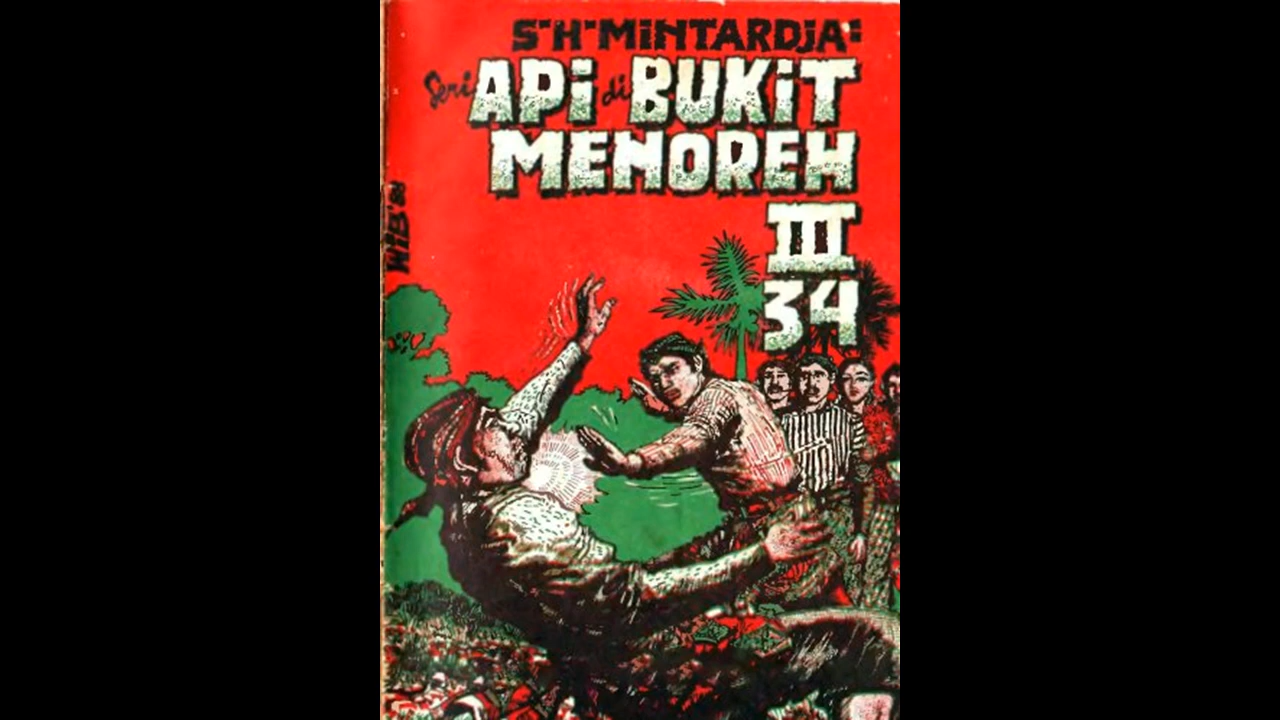 S·H·MiNTARDJA:
Seri API di BUKiT
MENOREH
III
34